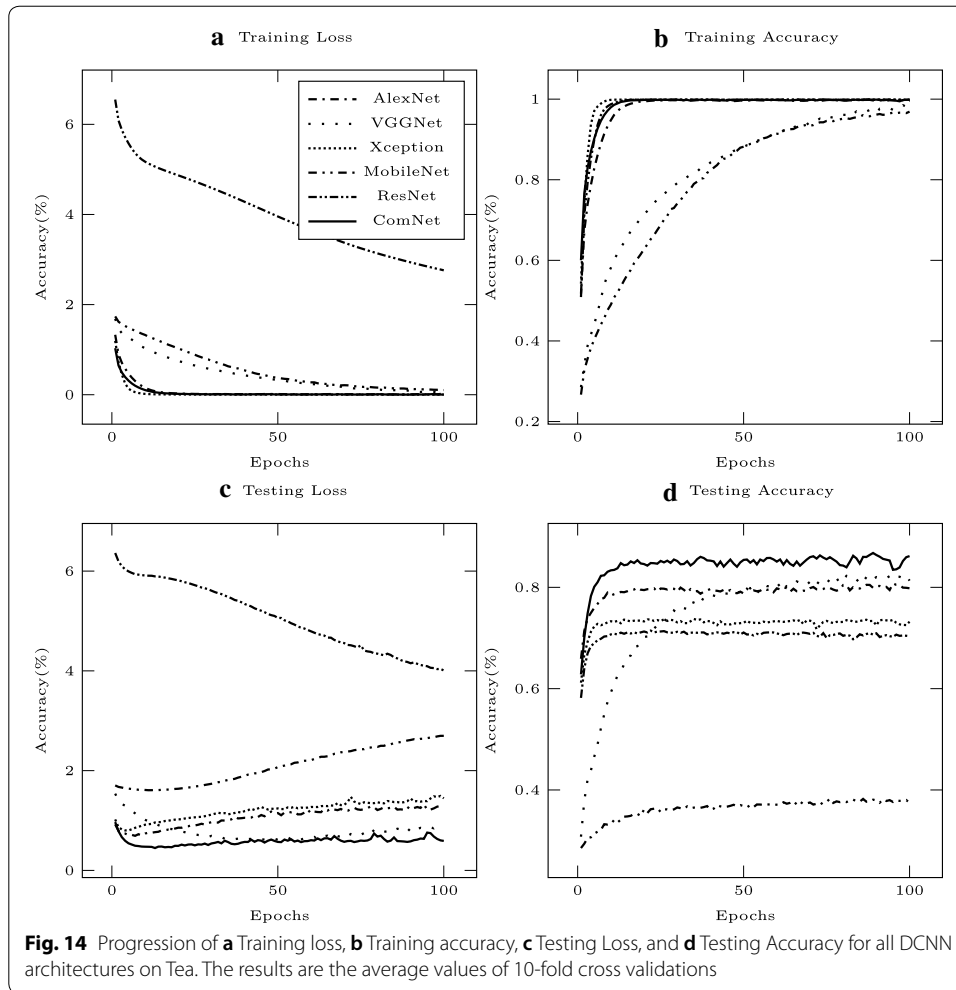 a Training Loss
b Training Accuracy
6
4
2
0
Accuracy(%)
AlexNet
VGGNet
Xception
MobileNet
ResNet
ComNet
0
50
100
Epochs
1
0.8
0.6
0.4
0.2
Accuracy(%)
0
50
100
Epochs
c Testing Loss
d Testing Accuracy
6
4
2
0
Accuracy(%)
0
50
100
Epochs
0.8
0.6
0.4
Accuracy(%)
0
50
100
Epochs
Fig. 14 Progression of a Training loss, b Training accuracy, c Testing Loss, and d Testing Accuracy for all DCNN
architectures on Tea. The results are the average values of 10-fold cross validations